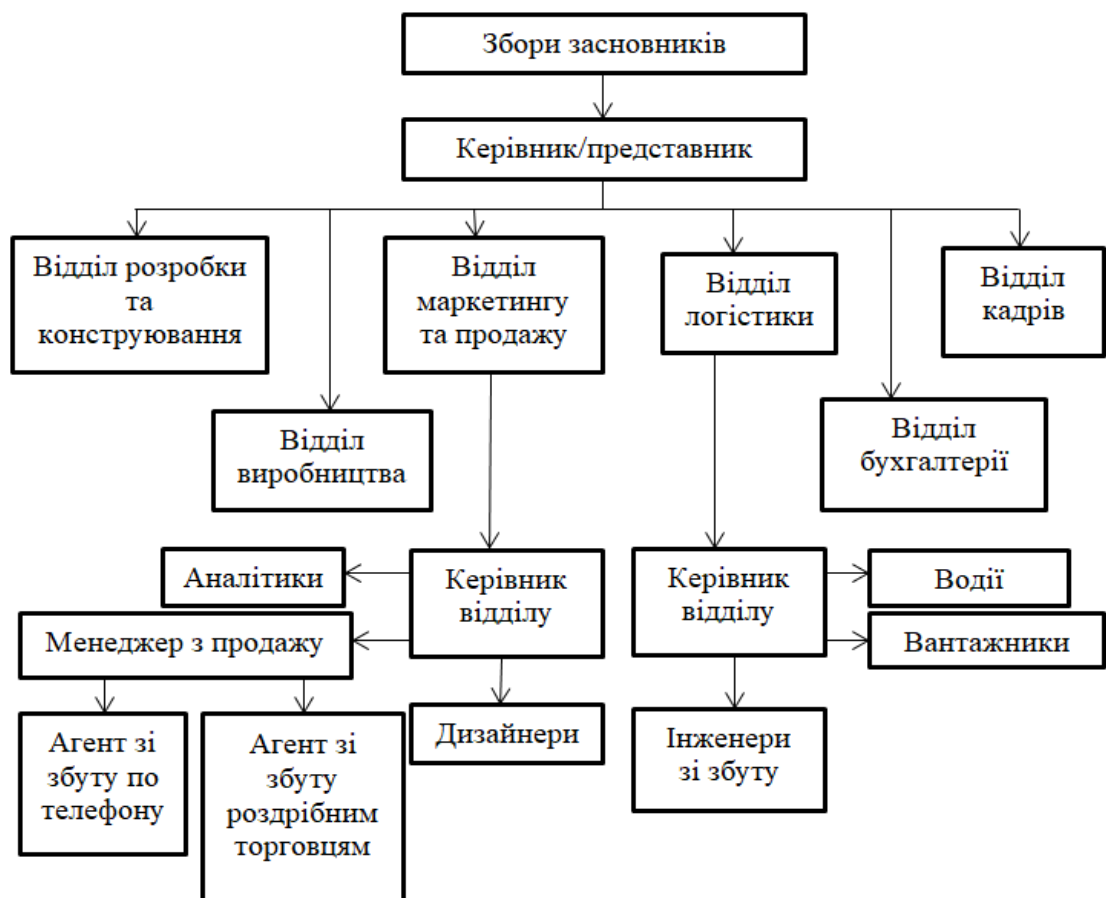 Збори засновників
Керівник/представник
Відділ розробки
та
конструювання
Відділ
маркетингу
та продажу
Відділ
логістики
Відділ
кадрів
Відділ
виробництва
Відділ
бухгалтерії
Аналітики
Керівник
відділу
Керівник
відділу
Водії
Менеджер з продажу
Вантажники
Агент зі
збуту по
телефону
Агент зі
збуту
роздрібним
торговцям
Дизайнери
Інженери
зі збуту